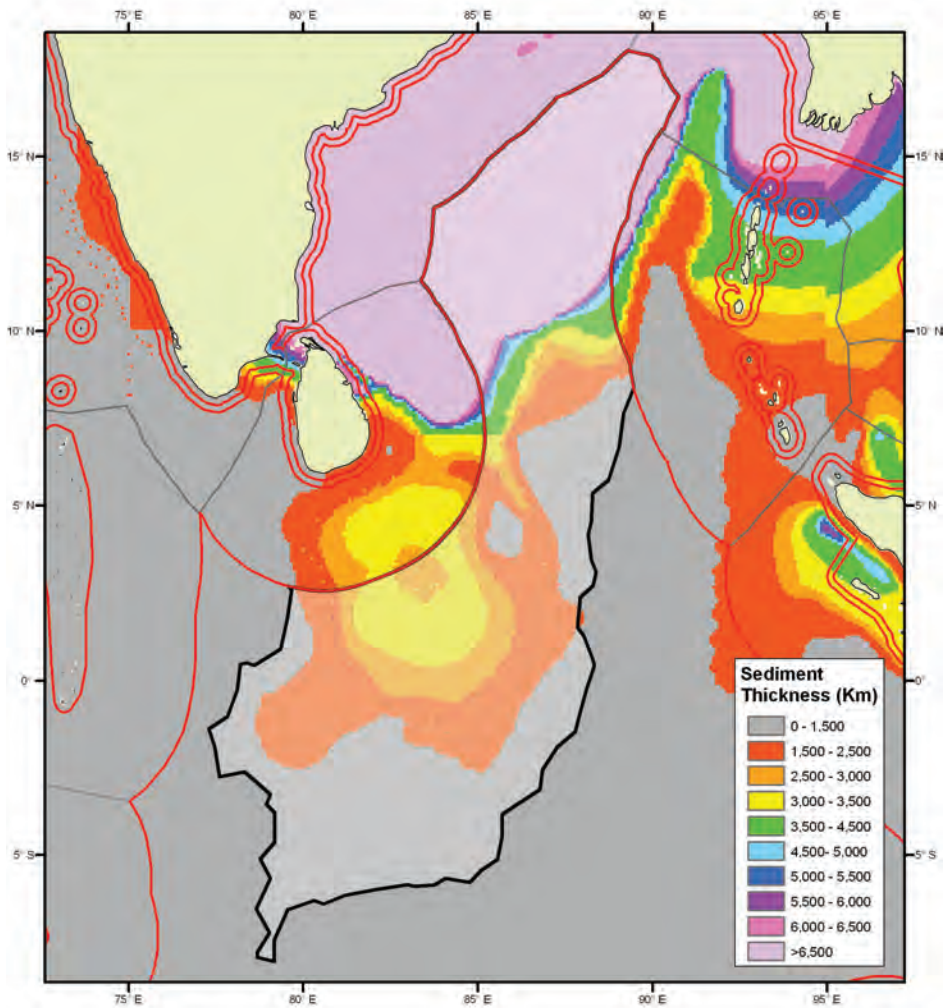 75° E 80° E 85° E 90° E 95° E
15° N 15° N
10° N 10° N
5° N 5° N
0° 0°
5° S 5° S
Sediment
Thickness (Km)
0 - 1,500
1,500 - 2,500
2,500 - 3,000
3,000 - 3,500
3,500 - 4,500
4,500- 5,000
5,000 - 5,500
5,500 - 6,000
6,000 - 6,500
>6,500
75° E 80° E 85° E 90° E 95° E